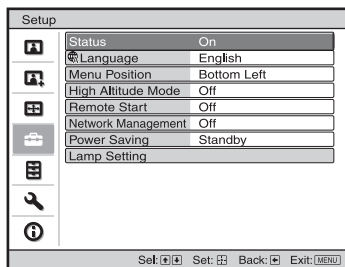 Setup
Status On
Language English
Menu Position Bottom Left
High Altitude Mode Off
Remote Start Off
Network Management Off
Power Saving Standby
Lamp Setting
Sel: Set: Back: Exit: MENU